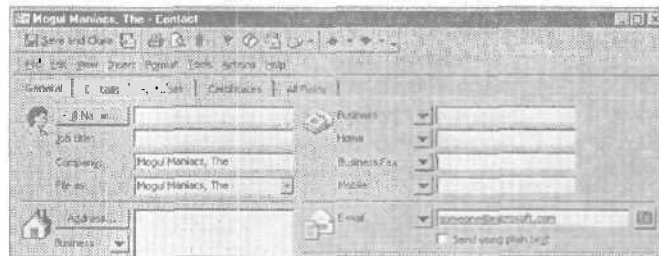 Mogul Maniacs, The - Contact
Save and Close
File Edit View Insert Format Tools Actions Help
General Certificates All Fields
Job title:
Company: Mogul Maniacs, The
File as: Mogul Maniacs, The
Address...
Business
Business
Home
Business Fax
Mobile
E-mail someone@microsoft.com
Send using plain text